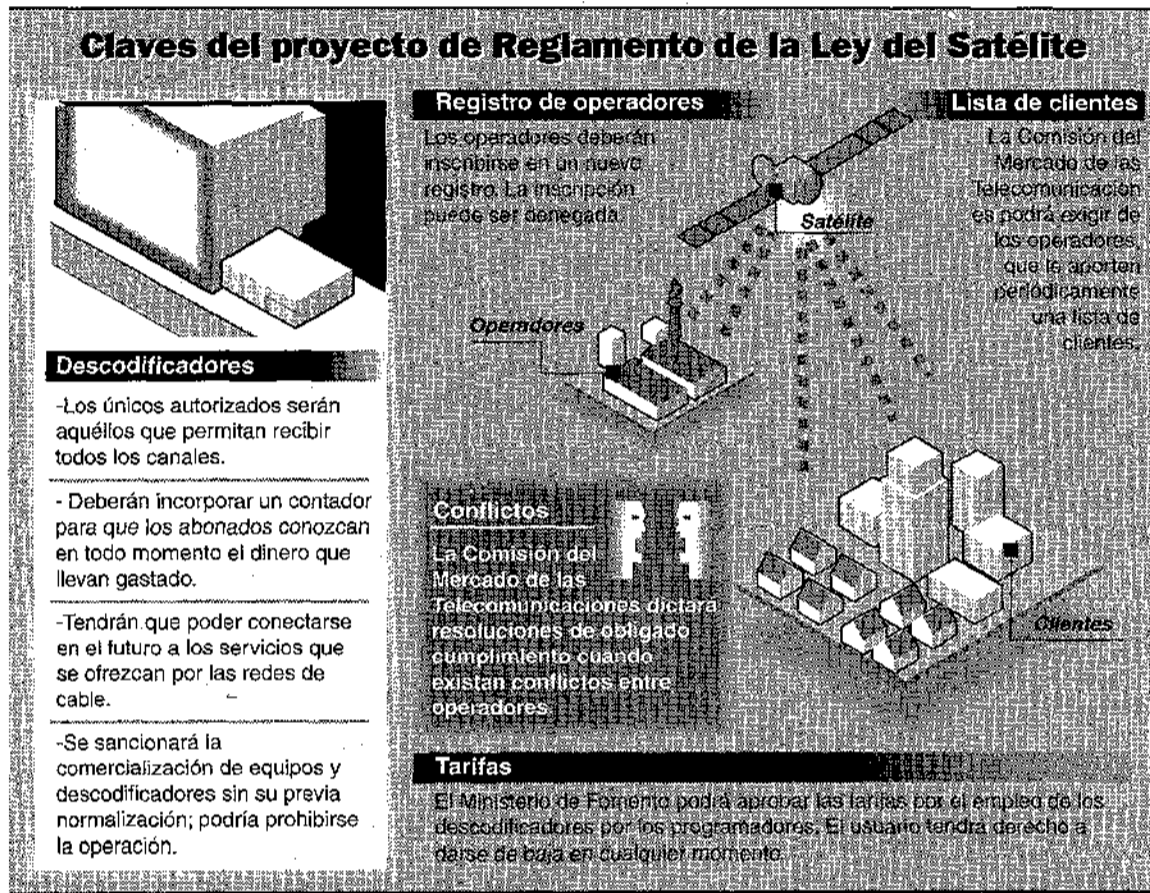 Claves del proyecto de Reglamento de la Ley del Satélite
Descodificadores
-Los únicos autorizados serán
aquéllos que permitan recibir
todos los canales.
- Deberán incorporar un contador
para que los abonados conozcan
en todo momento el dinero que
llevan gastado.
-Tendrán que poder conectarse
en el futuro a los servicios que
se ofrezcan por las redes de
cable.
-Se sancionará la
comercialización de equipos y
descodificadores sin su previa
normalización; podría prohibirse
la operación.
Registro de operadores
Los operadores deberán
inscribirse en un nuevo
registro. La inscripción
puede ser denegada.
Lista de clientes
La Comisión del
Mercado de las
Telecomunicacion
es podrá exigir de
los operadores,
que le aporten
periódicamente
una lista de
clientes.
Satélite
Operadores
Clientes
Conflictos
La Comisión del
Mercado de las
Telecomunicaciones dictará
resoluciones de obligado
cumplimiento cuando
existan conflictos entre
operadores.
Tarifas
El Ministerio de Fomento podrá aprobar las tarifas por el empleo de los
descodificadores por los programadores. El usuario tendrá derecho a
darse de baja en cualquier momento.